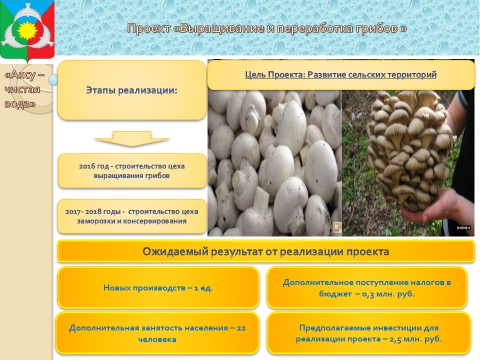 Проект «Выращивание и переработка грибов »
«Аксу –
чистая
вода»
Этапы реализации:
Цель Проекта: Развитие сельских территорий
2016 год - строительство цеха
выращивания грибов
2017- 2018 годы - строительство цеха
заморозки и консервирования
Ожидаемый результат от реализации проекта
Новых производств – 1 ед.
Дополнительное поступление налогов в
бюджет – 0,3 млн. руб.
Дополнительная занятость населения – 22
человека
Предполагаемые инвестиции для
реализации проекта – 2,5 млн. руб.